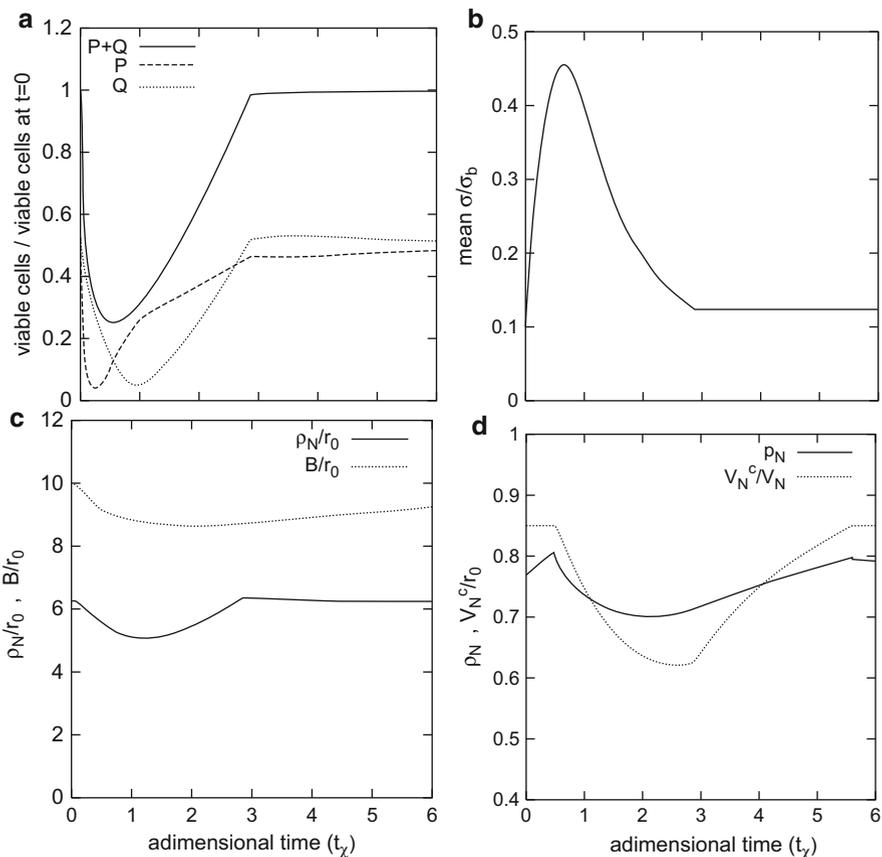 a
1.2
1
0.8
0.6
0.4
0.2
0
viable cells / viable cells at t=0
P+Q
P
Q
b
0.5
0.4
0.3
0.2
0.1
0
mean σ/σb
c
12
10
8
6
4
2
0
ρN/r0 , B/r0
ρN/r0
B/r0
0 1 2 3 4 5 6
adimensional time (tχ)
d
1
0.9
0.8
0.7
0.6
0.5
0.4
ρN , VNc/r0
pN
VNc/VN
0 1 2 3 4 5 6
adimensional time (tχ)